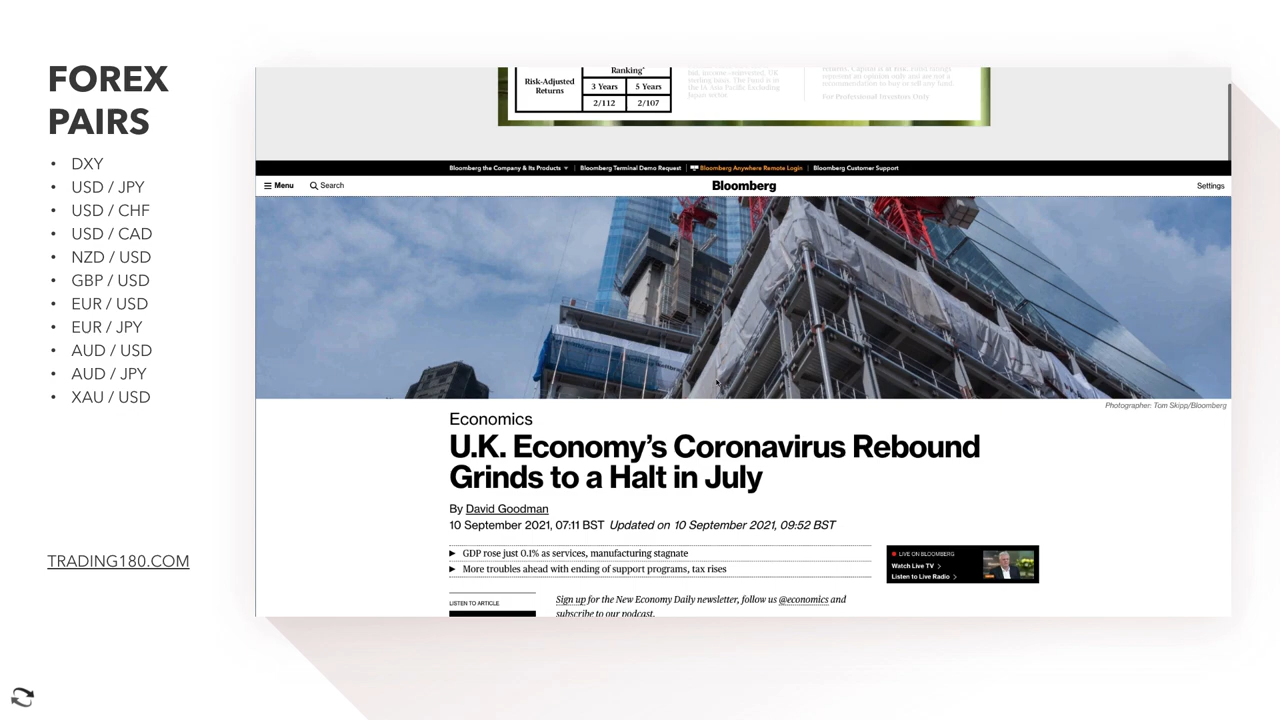 FOREX
PAIRS
• DXY
• USD / JPY
• USD / CHF
• USD / CAD
• NZD / USD
• GBP / USD
• EUR / USD
• EUR / JPY
• AUD / USD
• AUD / JPY
• XAU / USD
TRADING180.COM
Ranking*
Risk-Adjusted
Returns
3 Years 5 Years
2/112 2/107
For Professional Investors Only
Bloomberg the Company & Its Products Bloomberg Terminal Demo Request Bloomberg Anywhere Remote Login Bloomberg Customer Support
Menu Search Bloomberg Settings
Photographer: Tom Skipp/Bloomberg
Economics
U.K. Economy's Coronavirus Rebound
Grinds to a Halt in July
By David Goodman
10 September 2021, 07:11 BST Updated on 10 September 2021, 09:52 BST
GDP rose just 0.1% as services, manufacturing stagnate
More troubles ahead with ending of support programs, tax rises
LIVE ON BLOOMBERG
Watch Live TV
Listen to Live Radio
LISTEN TO ARTICLE
Sign up for the New Economy Daily newsletter, follow us @economics and
subscribe to our podcast.